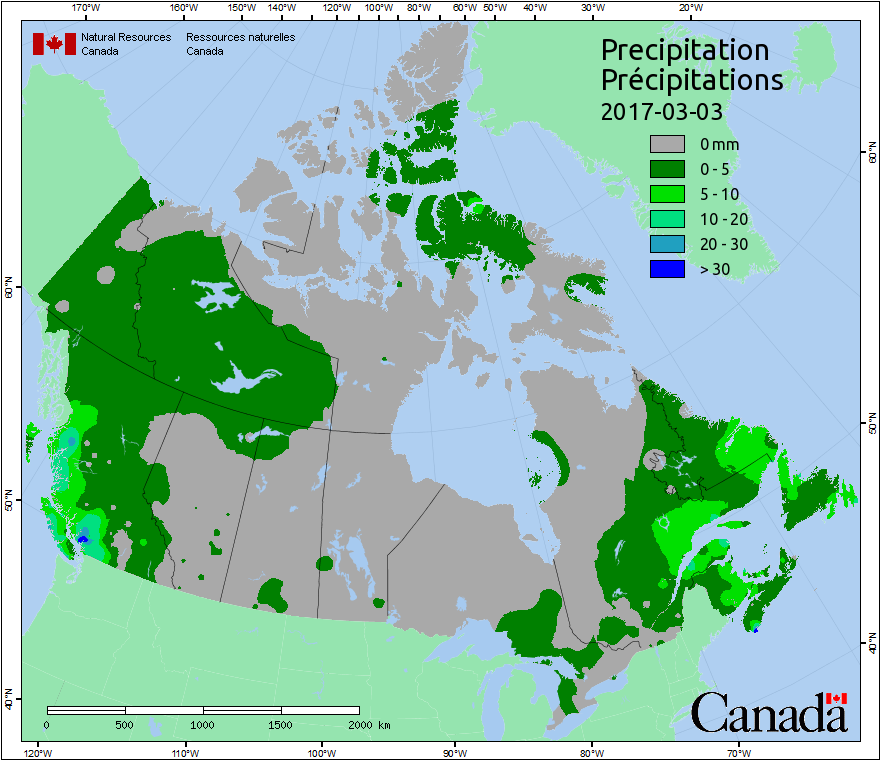 170°W 160°W 150°W 140°W 130°W 120°W 110°W 100°W 90°W 80°W 60°W 50°W 40°W 30°W 20°W
Natural Resources Ressources naturelles
Canada Canada
Precipitation
Précipitations
2017-03-03
0 mm
0 - 5
5 - 10
10 - 20
20 - 30
> 30
60°N 60°N
50°N 50°N
40°N 40°N
0 500 1000 1500 2000 km
Canada
120°W 110°W 100°W 90°W 80°W 70°W